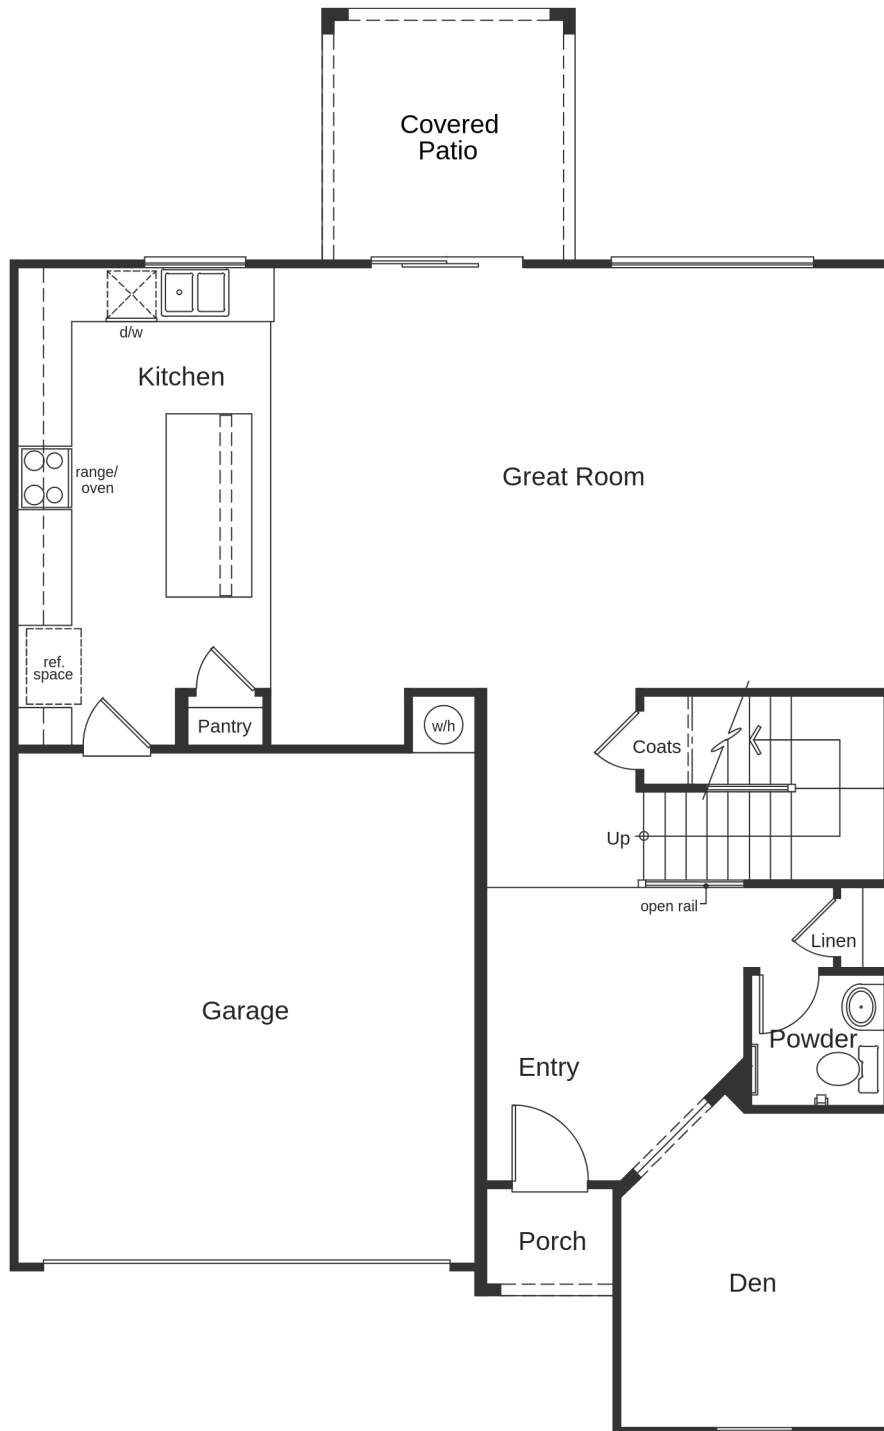 Covered
Patio
d/w
Kitchen
range/
oven
Great Room
ref.
space
Pantry
w/h
Coats
Up
open rail
Linen
Garage
Powder
Entry
Porch
Den